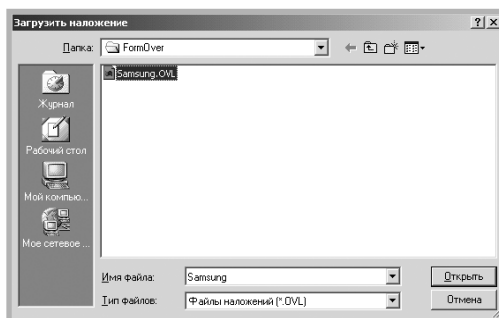 Загрузить наложение
Папка: FormOver
Samsung.OVL
Журнал
Рабочий стол
Мой компью...
Мое сетевое ...
Имя файла: Samsung Открыть
Тип файлов: Файлы наложений (*.OVL) Отмена